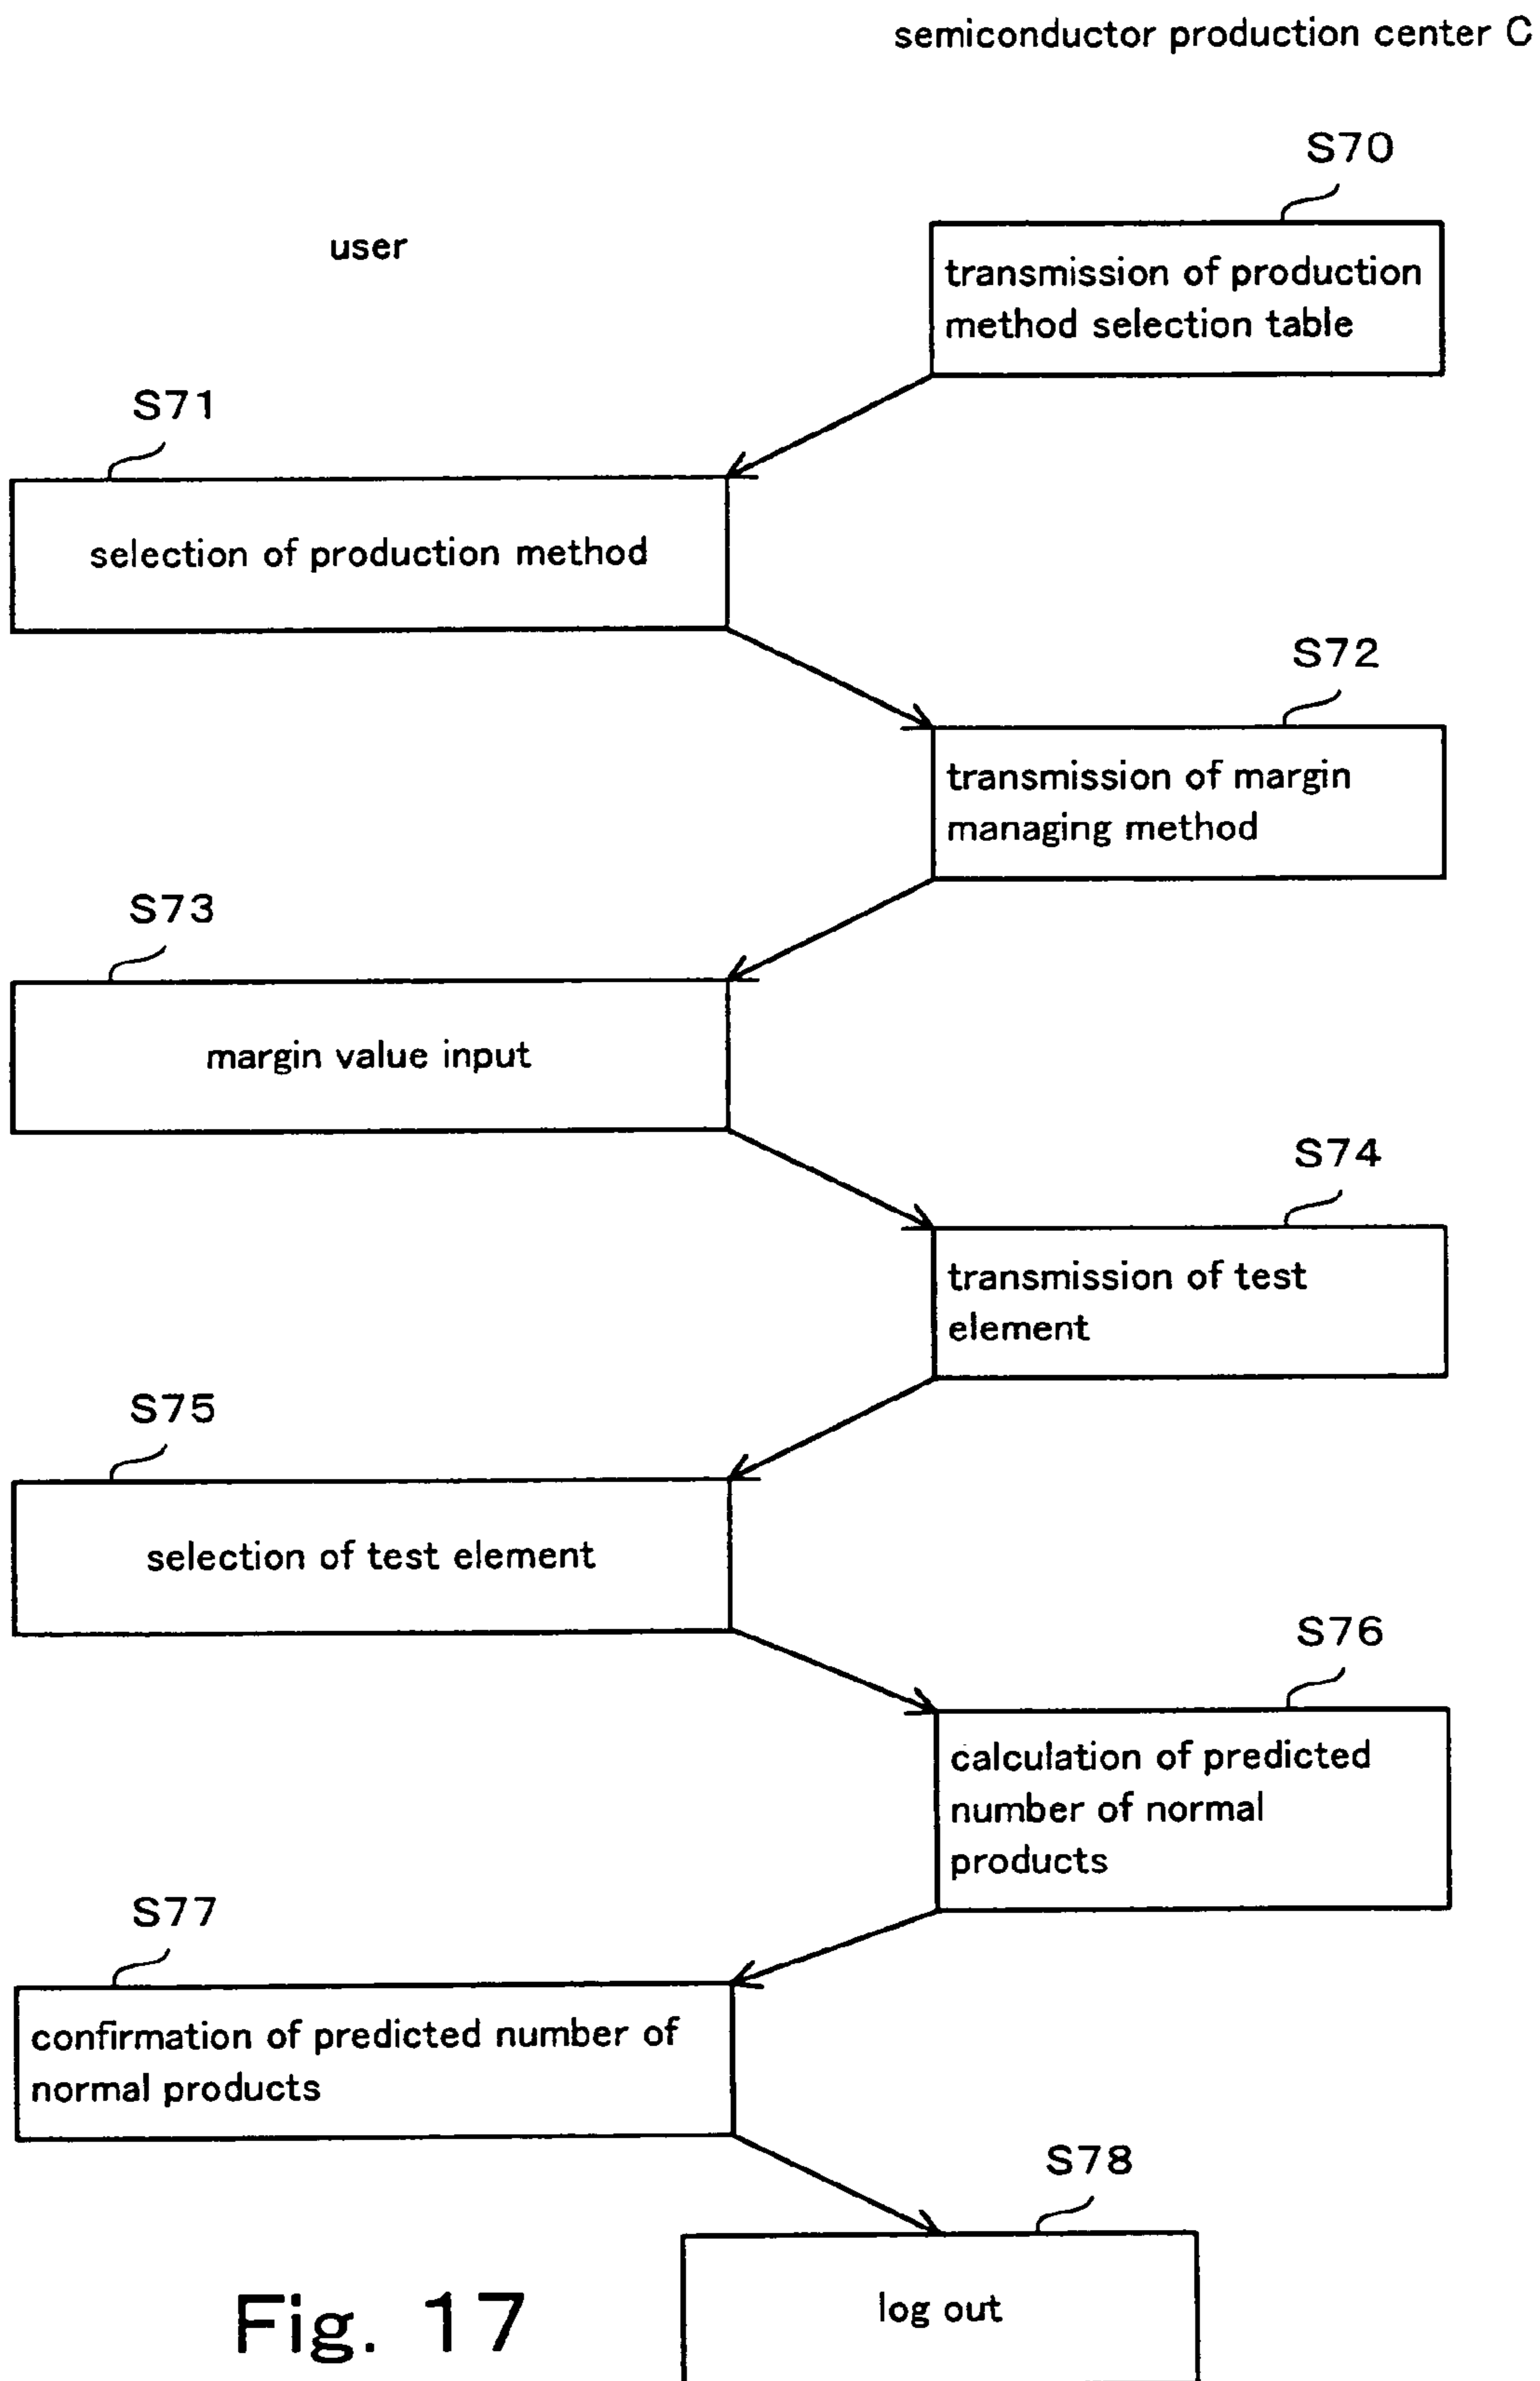 semiconductor production center C
S70
user
transmission of production
method selection table
S71
selection of production method
S72
transmission of margin
managing method
S73
margin value input
S74
transmission of test
element
S75
selection of test element
S76
calculation of predicted
number of normal
products
S77
confirmation of predicted number of
normal products
S78
log out
Fig. 17